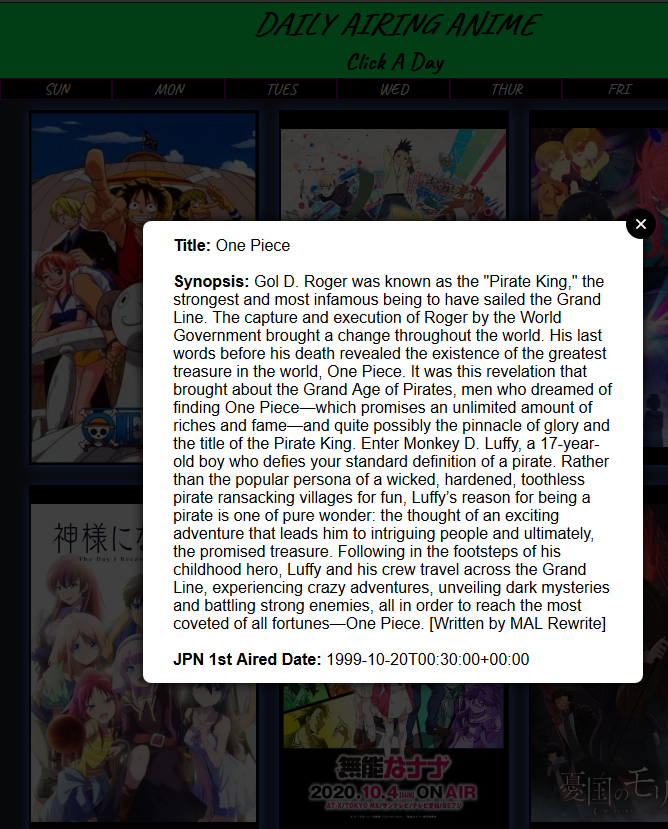 DAILY AIRING ANIME
Click A Day
SUN MON TUES WED THUR FRI
Title: One Piece
Synopsis: Gol D. Roger was known as the "Pirate King," the
strongest and most infamous being to have sailed the Grand
Line. The capture and execution of Roger by the World
Government brought a change throughout the world. His last
words before his death revealed the existence of the greatest
treasure in the world, One Piece. It was this revelation that
brought about the Grand Age of Pirates, men who dreamed of
finding One Piece—which promises an unlimited amount of
riches and fame—and quite possibly the pinnacle of glory and
the title of the Pirate King. Enter Monkey D. Luffy, a 17-year-
old boy who defies your standard definition of a pirate. Rather
than the popular persona of a wicked, hardened, toothless
pirate ransacking villages for fun, Luffy’s reason for being a
pirate is one of pure wonder: the thought of an exciting
adventure that leads him to intriguing people and ultimately,
the promised treasure. Following in the footsteps of his
childhood hero, Luffy and his crew travel across the Grand
Line, experiencing crazy adventures, unveiling dark mysteries
and battling strong enemies, all in order to reach the most
coveted of all fortunes—One Piece. [Written by MAL Rewrite]
JPN 1st Aired Date: 1999-10-20T00:30:00+00:00
神様にな
The Day I Beca
無能なナナ
2020.10.4 ON AIR
憂国のモリ